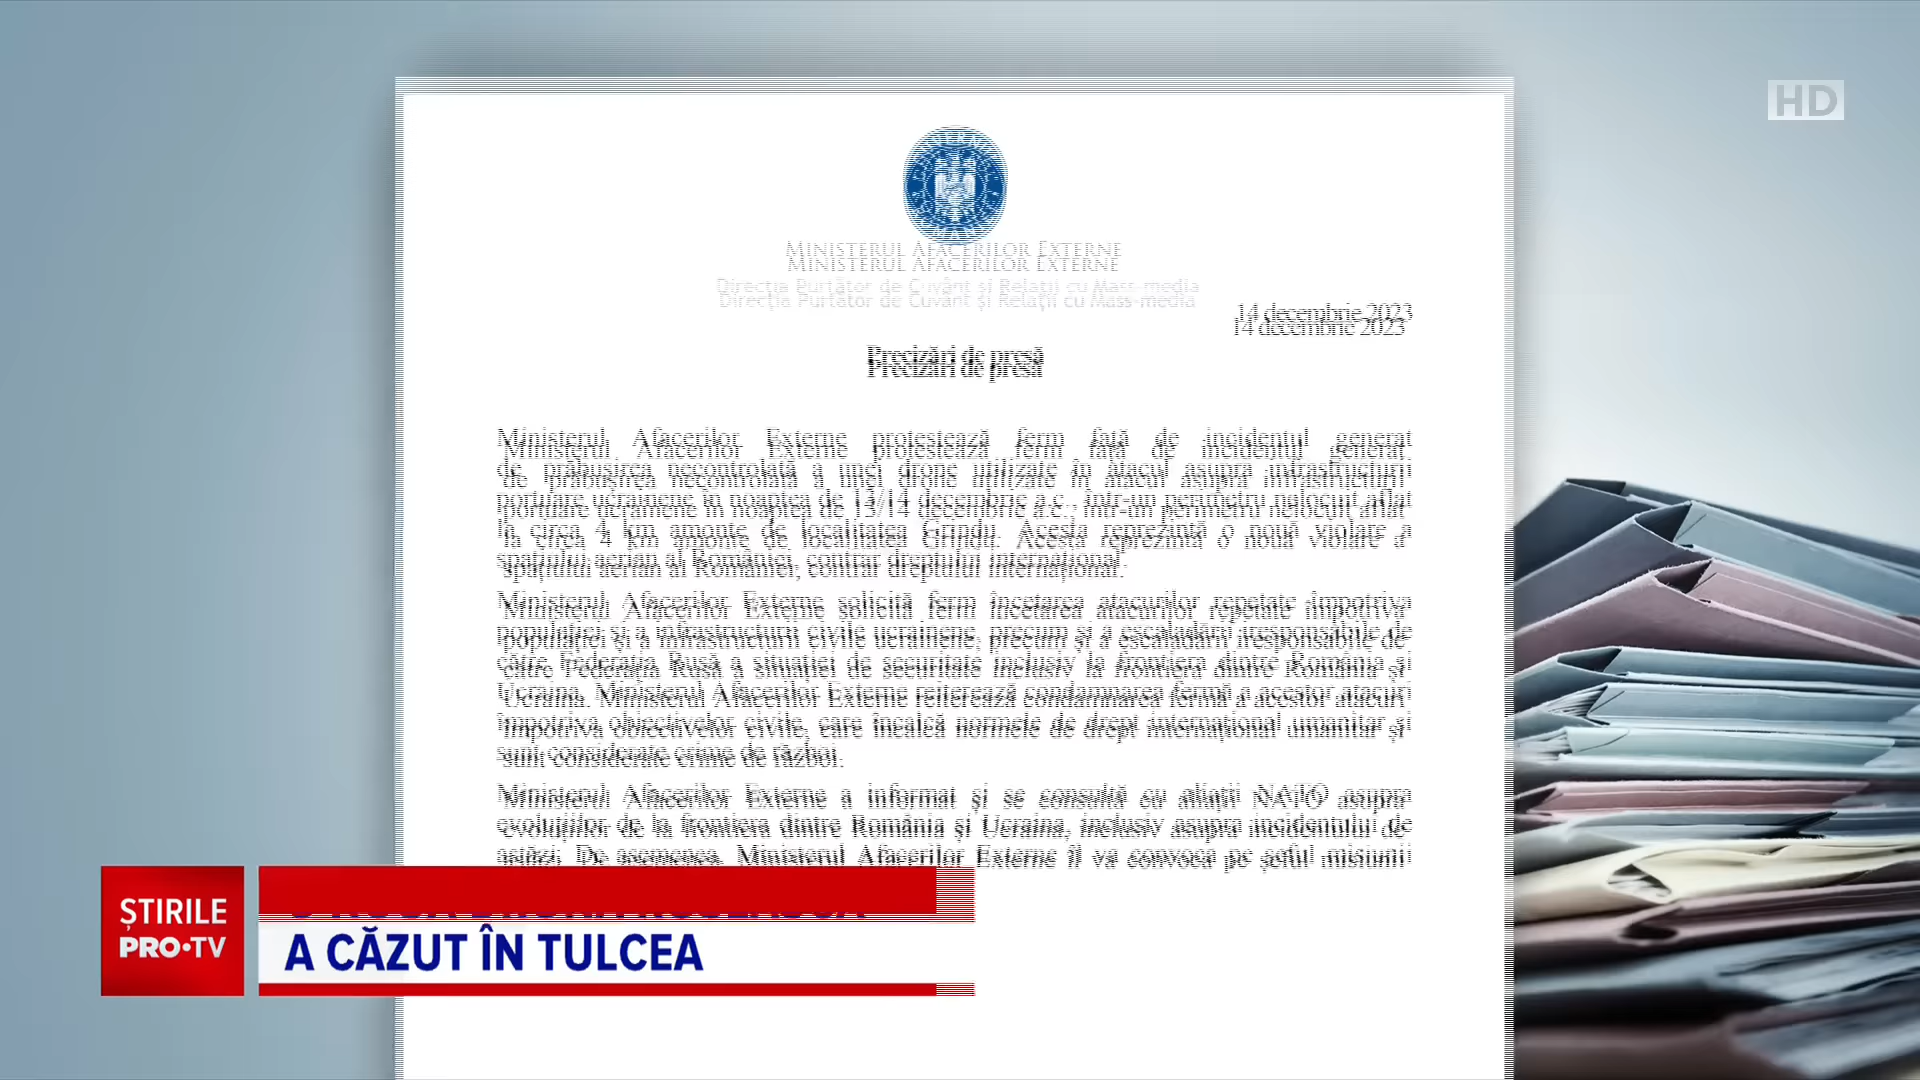 HD
MINISTERUL AFACERILOR EXTERNE
Direcția Purtător de Cuvânt și Relații cu Mass-media
14 decembrie 2023
Precizări de presă
Ministerul Afacerilor Externe protestează ferm față de incidentul generat
de prăbușirea necontrolată a unei drone utilizate în atacul asupra infrastructurii
portuare ucrainene în noaptea de 13/14 decembrie a.c., într-un perimetru nelocuit aflat
la circa 4 km amonte de localitatea Grindu. Acesta reprezintă o nouă violare a
spațiului aerian al României, contrar dreptului internațional.
Ministerul Afacerilor Externe solicită ferm încetarea atacurilor repetate împotriva
populației și a infrastructurii civile ucrainene, precum și a escaladării iresponsabile de
către Federația Rusă a situației de securitate inclusiv la frontiera dintre România și
Ucraina. Ministerul Afacerilor Externe reiterează condamnarea fermă a acestor atacuri
împotriva obiectivelor civile, care încalcă normele de drept internațional umanitar și
sunt considerate crime de război.
Ministerul Afacerilor Externe a informat și se consultă cu aliații NATO asupra
evoluțiilor de la frontiera dintre România și Ucraina, inclusiv asupra incidentului de
astăzi. De asemenea, Ministerul Afacerilor Externe îl va convoca pe șeful misiunii
ȘTIRILE
PRO•TV
A CĂZUT ÎN TULCEA